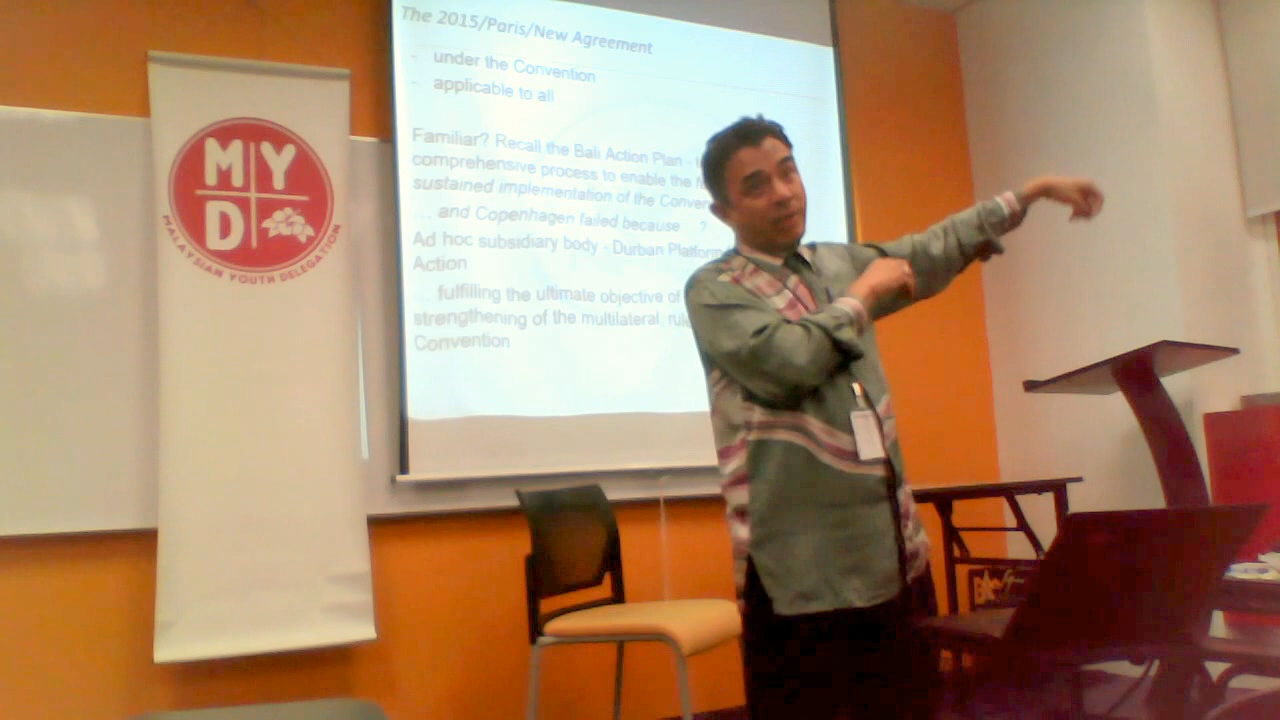 MY
D
MALAYSIAN YOUTH DELEGATION
The 2015/Paris/New Agreement
- under the Convention
- applicable to all
Familiar? Recall the Bali Action Plan -
comprehensive process to enable the
sustained implementation of the
... and Copenhagen failed because ...?
Ad hoc subsidiary body - Durban Platform
Action
... fulfilling the ultimate objective of
strengthening of the multilateral,
Convention